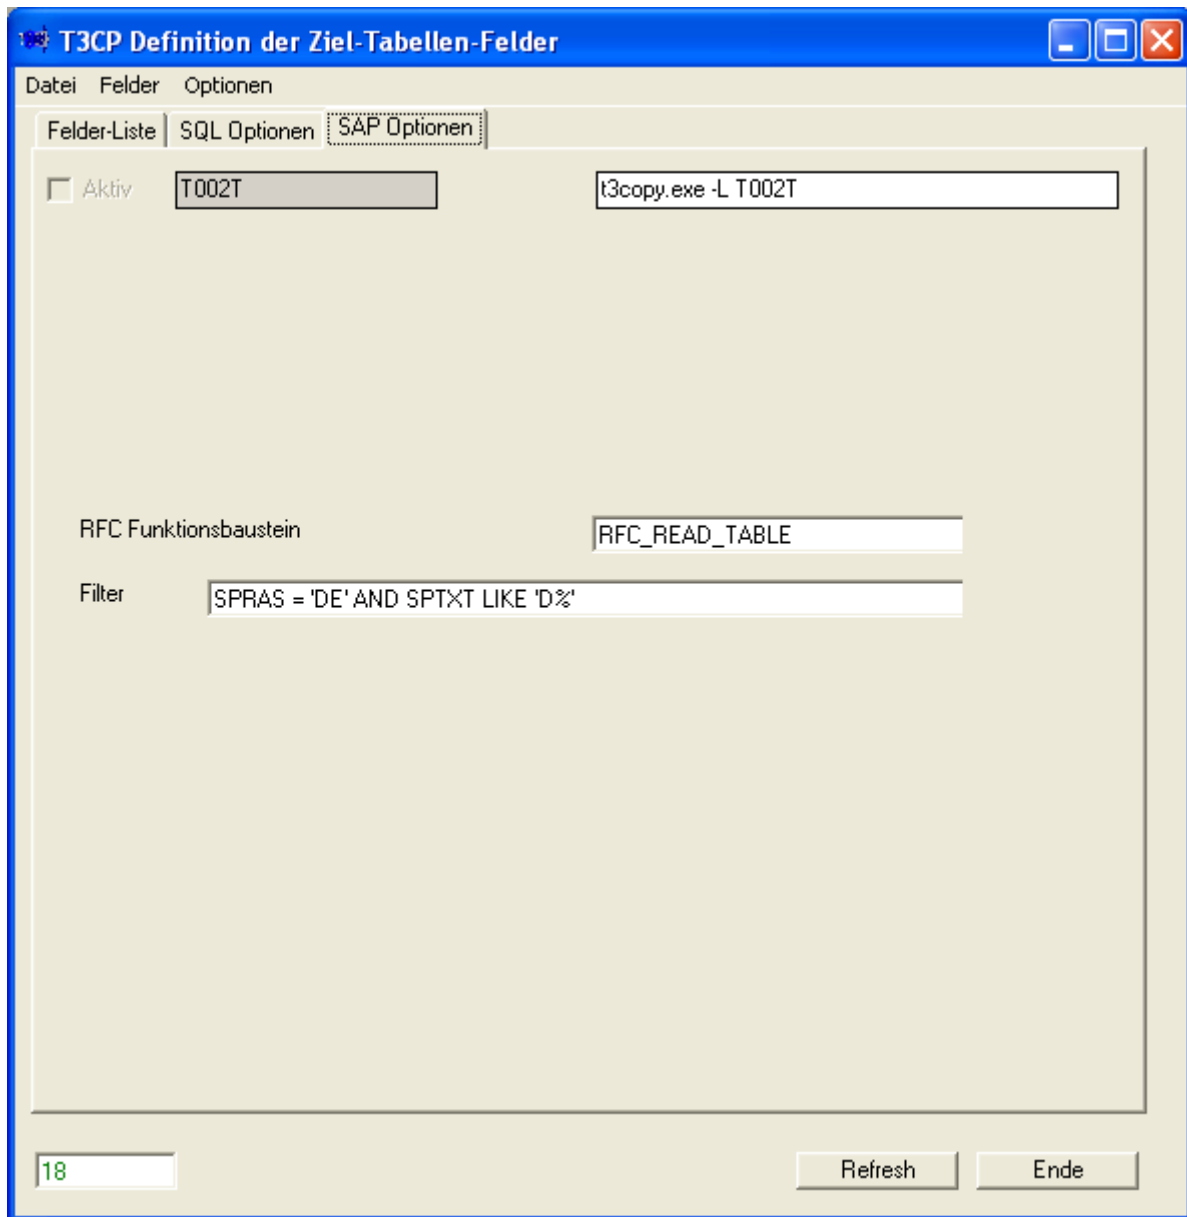 T3CP Definition der Ziel-Tabellen-Felder
Datei Felder Optionen
Felder-Liste SQL Optionen SAP Optionen
Aktiv T002T t3copy.exe -L T002T
RFC Funktionsbaustein RFC_READ_TABLE
Filter SPRAS = 'DE' AND SPTXT LIKE 'D%'
18 Refresh Ende